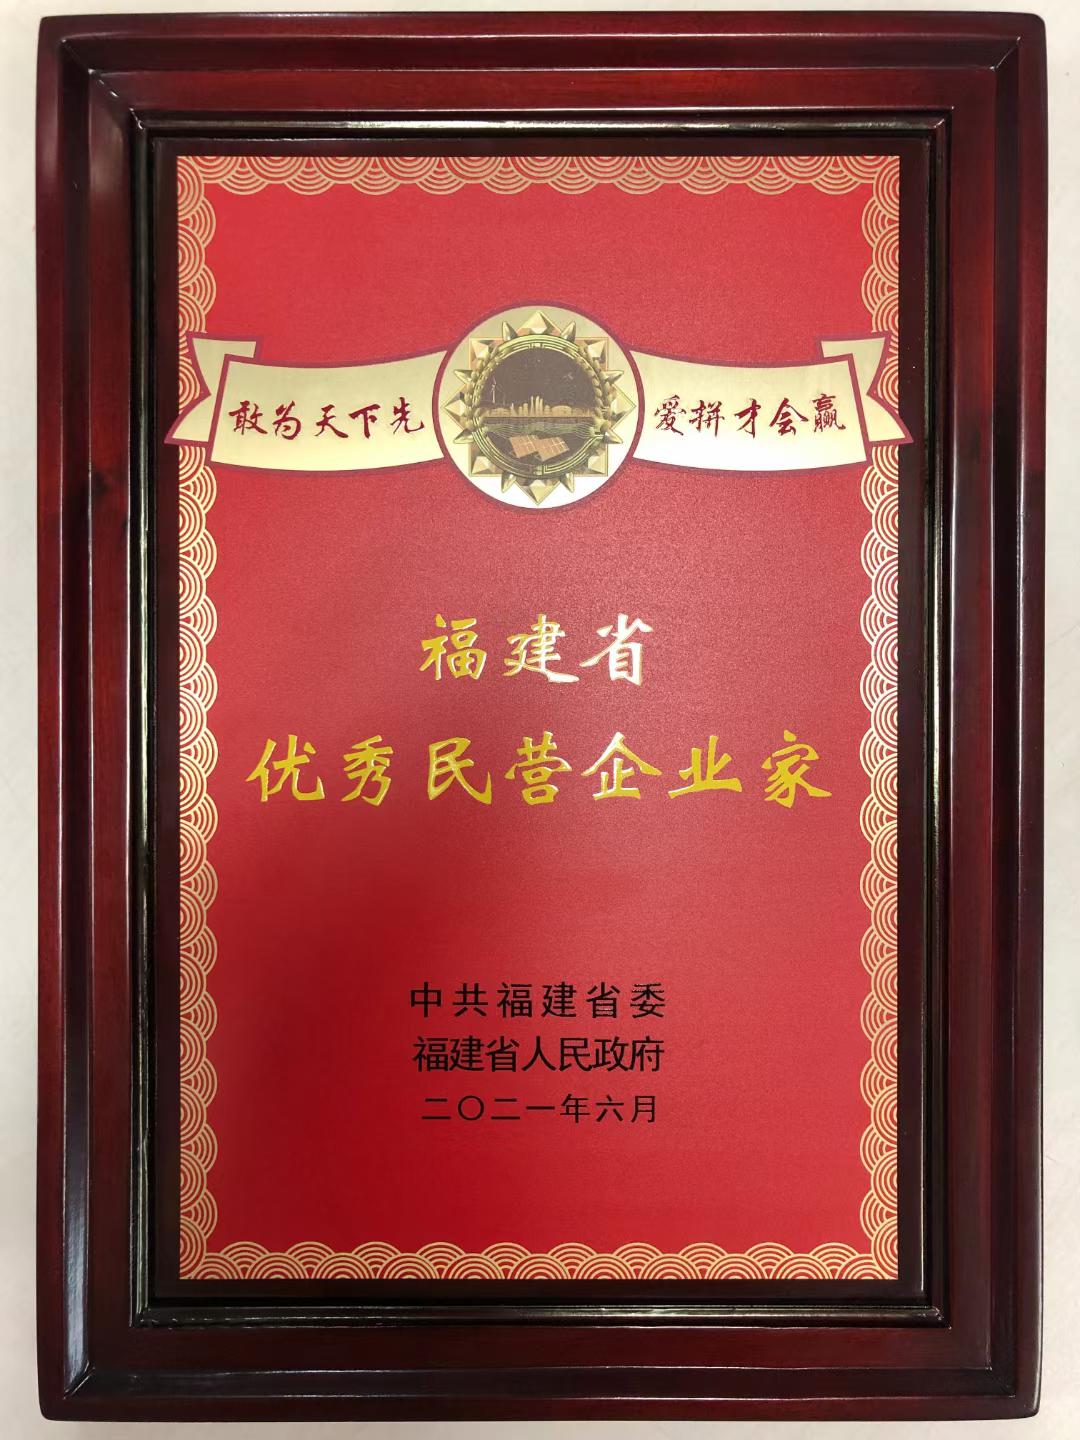 敢为天下先 爱拼才会赢
福建省
优秀民营企业家
中共福建省委
福建省人民政府
二〇二一年六月